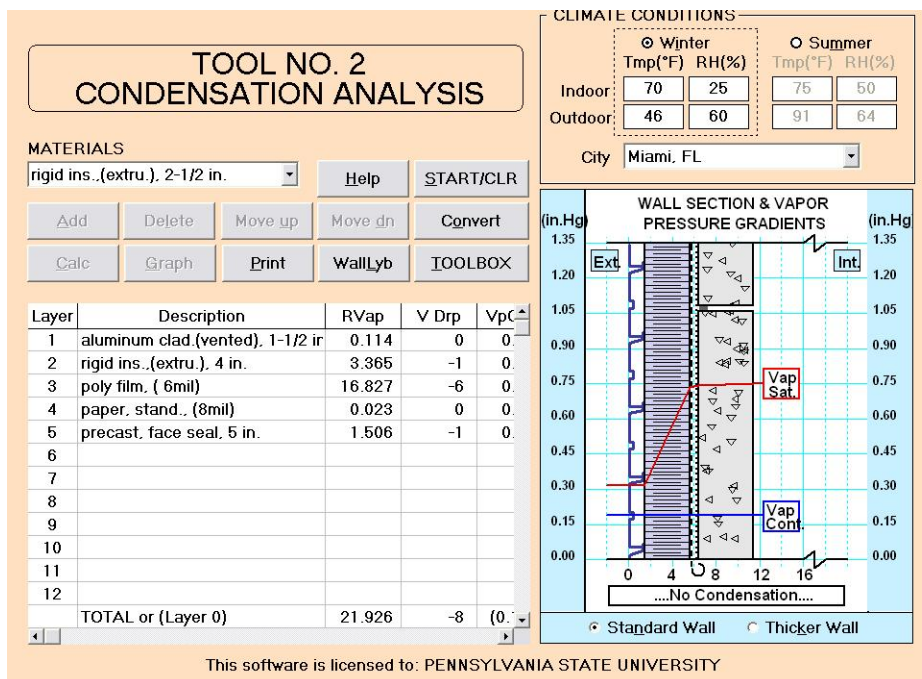 CLIMATE CONDITIONS
TOOL NO. 2
CONDENSATION ANALYSIS
Winter Summer
Tmp(°F) RH(%) Tmp(°F) RH(%)
Indoor 70 25 75 50
Outdoor 46 60 91 64
City Miami, FL
MATERIALS
rigid ins.,(extru.), 2-1/2 in. Help START/CLR
Add Delete Move up Move dn Convert
Calc Graph Print WallLyb TOOLBOX
Layer Description RVap V Drp Vp
1 aluminum clad.(vented), 1-1/2 in 0.114 0 0.
2 rigid ins.,(extru.), 4 in. 3.365 -1 0.
3 poly film, ( 6mil) 16.827 -6 0.
4 paper, stand., (8mil) 0.023 0 0.
5 precast, face seal, 5 in. 1.506 -1 0.
6
7
8
9
10
11
12
TOTAL or (Layer 0) 21.926 -8 (0.
WALL SECTION & VAPOR
PRESSURE GRADIENTS
(in.Hg) (in.Hg)
1.35 1.35
Ext. Int.
1.20 1.20
1.05 1.05
0.90 0.90
0.75 0.75
Vap
Sat.
0.60 0.60
0.45 0.45
0.30 0.30
Vap
Cont.
0.15 0.15
0.00 0.00
0 4 8 12 16
....No Condensation....
Standard Wall Thicker Wall
This software is licensed to: PENNSYLVANIA STATE UNIVERSITY